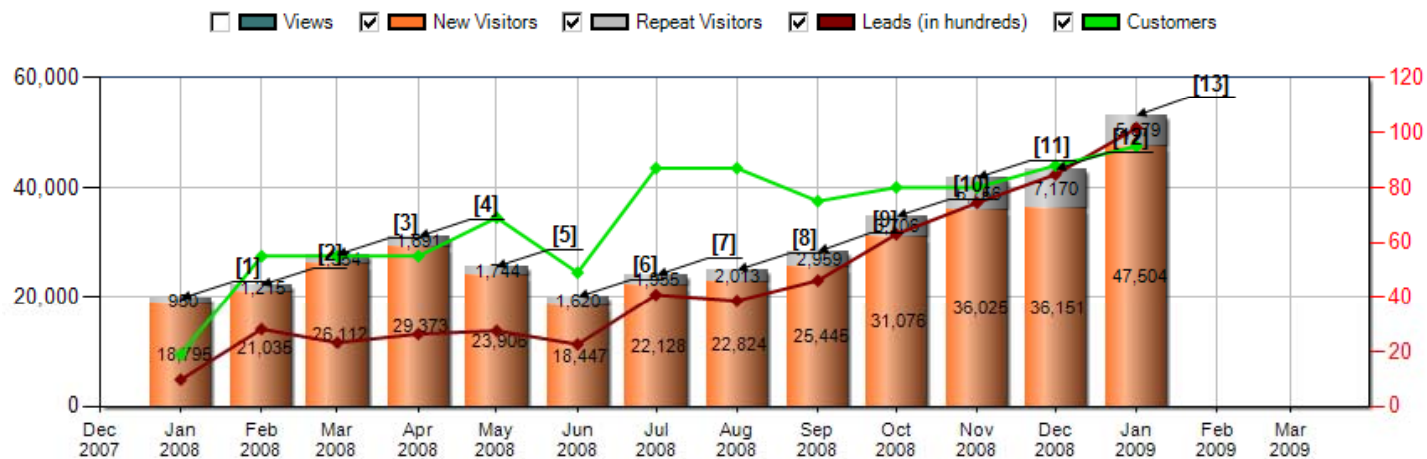 Views New Visitors Repeat Visitors Leads (in hundreds) Customers
60,000 120
[13]
100
[12]
[11]
40,000 7,170 80
[10]
[4]
[3] [9]
1,891
[5] [8]
[2] [7] 2,959 60
[1] 1,744 [6] 2,013 47,504
1,215 1,955
20,000 1,620 36,025 36,151 40
31,076
29,373 25,445
26,112 23,906 22,128 22,824
18,795 21,035 18,447 20
0 0
Dec Jan Feb Mar Apr May Jun Jul Aug Sep Oct Nov Dec Jan Feb Mar
2007 2008 2008 2008 2008 2008 2008 2008 2008 2008 2008 2008 2008 2009 2009 2009